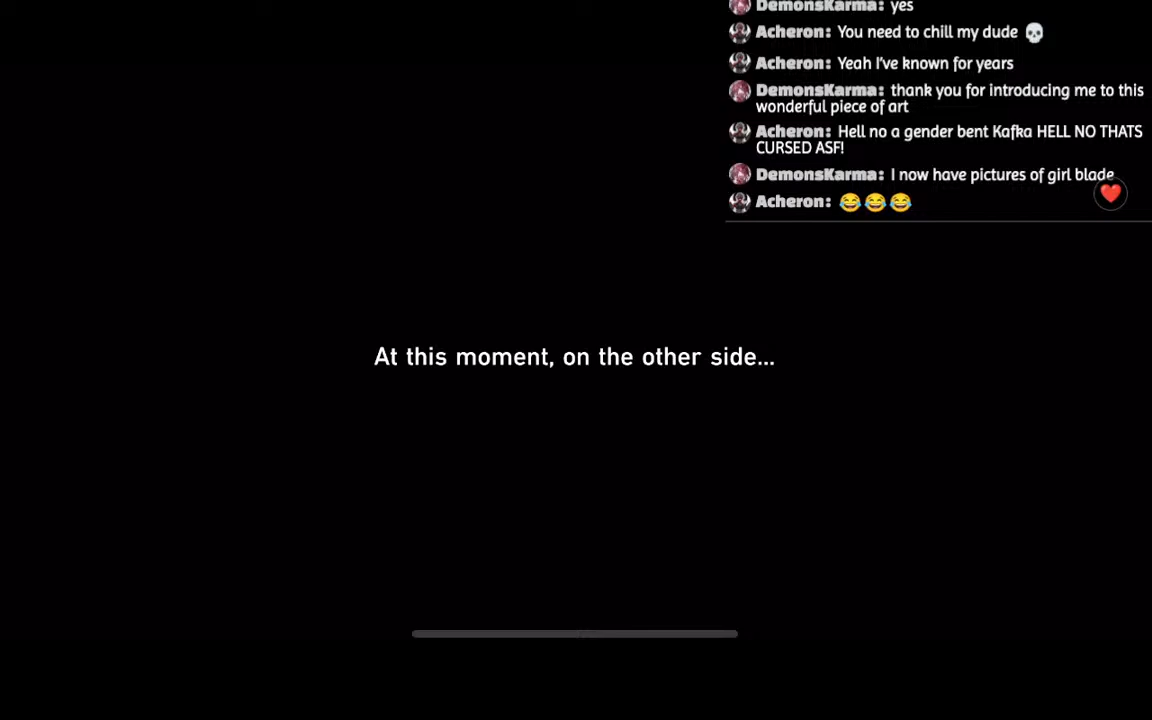 DemonsKarma: yes
Acheron: You need to chill my dude 💀
Acheron: Yeah I've known for years
DemonsKarma: thank you for introducing me to this
wonderful piece of art
Acheron: Hell no a gender bent Kafka HELL NO THATS
CURSED ASF!
DemonsKarma: I now have pictures of girl blade
Acheron: 😂😂😂
At this moment, on the other side...